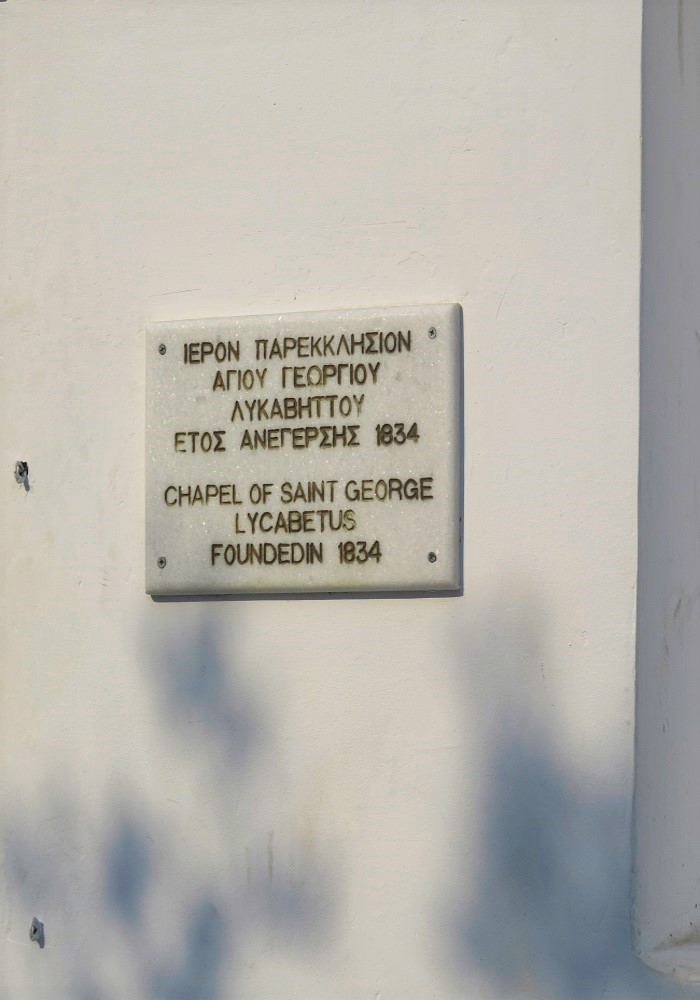 ΙΕΡΟΝ ΠΑΡΕΚΚΛΗΣΙΟΝ
ΑΓΙΟΥ ΓΕΩΡΓΙΟΥ
ΛΥΚΑΒΗΤΤΟΥ
ΕΤΟΣ ΑΝΕΓΕΡΣΗΣ 1834
CHAPEL OF SAINT GEORGE
LYCABETUS
FOUNDEDIN 1834